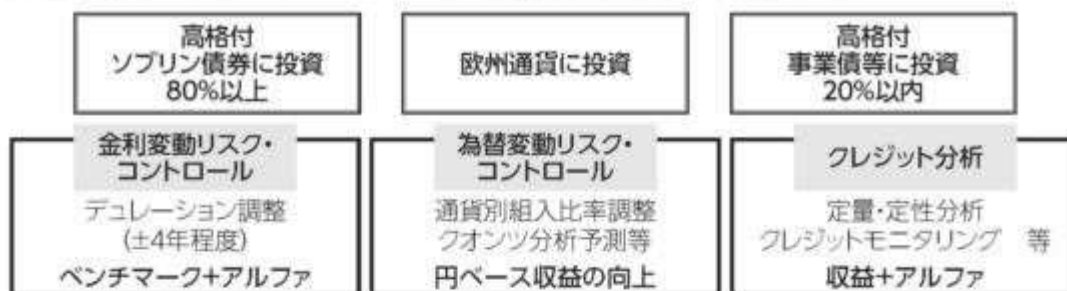 高格付
ソブリン債券に投資
80%以上
欧州通貨に投資
高格付
事業債等に投資
20%以内
金利変動リスク・
コントロール
デュレーション調整
(±4年程度)
ベンチマーク+アルファ
為替変動リスク・
コントロール
通貨別組入比率調整
クオンツ分析予測等
円ベース収益の向上
クレジット分析
定量・定性分析
クレジットモニタリング 等
収益+アルファ